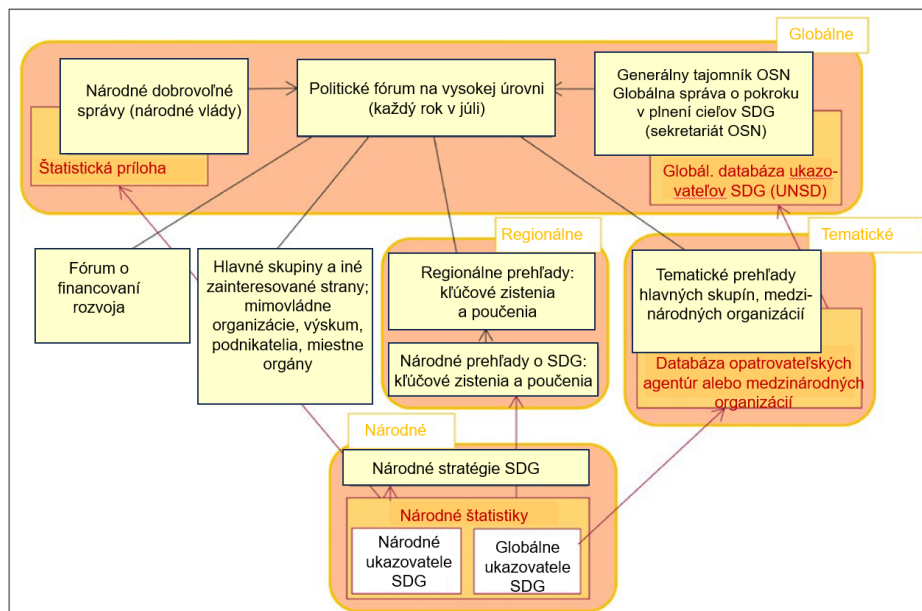 Globálne
Národné dobrovoľné
správy (národné vlády)
Politické fórum na vysokej úrovni
(každý rok v júli)
Generálny tajomník OSN
Globálna správa o pokroku
v plnení cieľov SDG
(sekretariát OSN)
Štatistická príloha
Globál. databáza ukazo-
vateľov SDG (UNSD)
Regionálne
Tematické
Fórum o
financovaní
rozvoja
Hlavné skupiny a iné
zainteresované strany;
mimovládne
organizácie, výskum,
podnikatelia, miestne
orgány
Regionálne prehľady:
kľúčové zistenia
a poučenia
Národné prehľady o SDG:
kľúčové zistenia a poučenia
Tematické prehľady
hlavných skupín, medzi-
národných organizácií
Databáza opatrovateľských
agentúr alebo medzinárodných
organizácií
Národné
Národné stratégie SDG
Národné štatistiky
Národné
ukazovatele
SDG
Globálne
ukazovatele
SDG